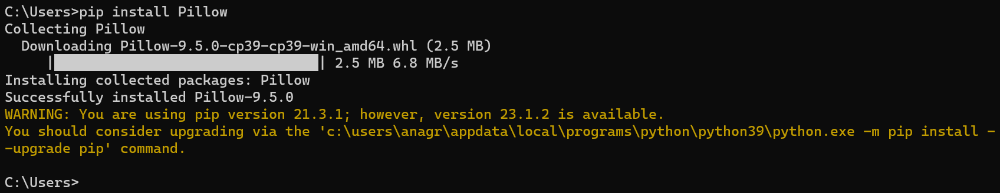 C:\Users>pip install Pillow
Collecting Pillow
  Downloading Pillow-9.5.0-cp39-cp39-win_amd64.whl (2.5 MB)
     |████████████████████████████████| 2.5 MB 6.8 MB/s
Installing collected packages: Pillow
Successfully installed Pillow-9.5.0
WARNING: You are using pip version 21.3.1; however, version 23.1.2 is available.
You should consider upgrading via the 'c:\users\anagr\appdata\local\programs\python\python39\python.exe -m pip install -
-upgrade pip' command.
C:\Users>